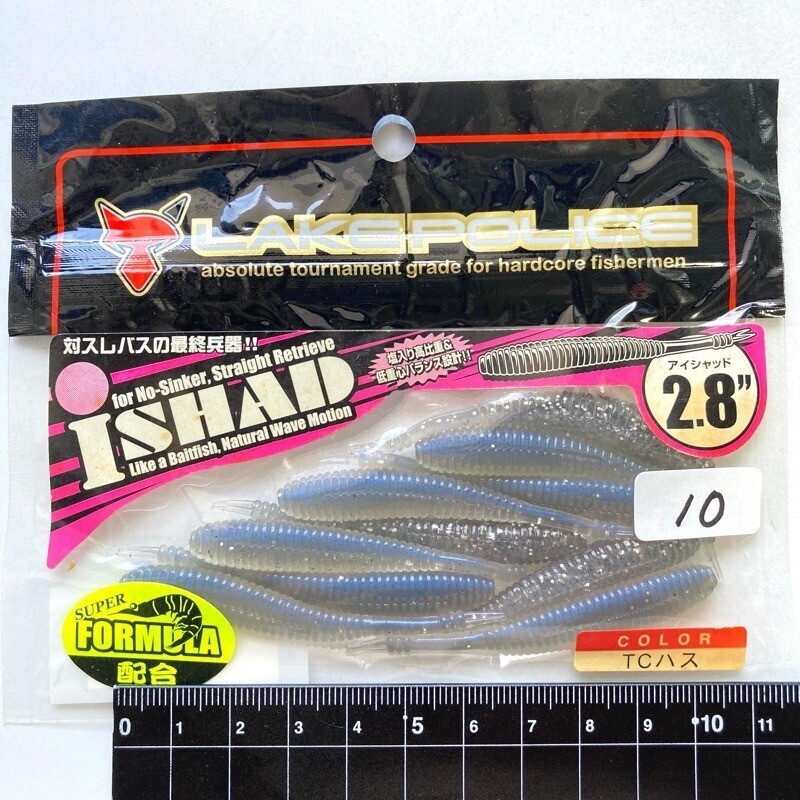 LAKE POLICE
absolute tournament grade for hardcore fishermen
対スレバスの最終兵器!!
for No-Sinker, Straight Retrieve
iSHAD
Like a Baitfish, Natural Wave Motion
塩入り高比重&
低重心バランス設計!!
アイシャッド
2.8"
10
SUPER
FORMULA
配合
COLOR
TCハス
0 1 2 3 4 5 6 7 8 9 10 11